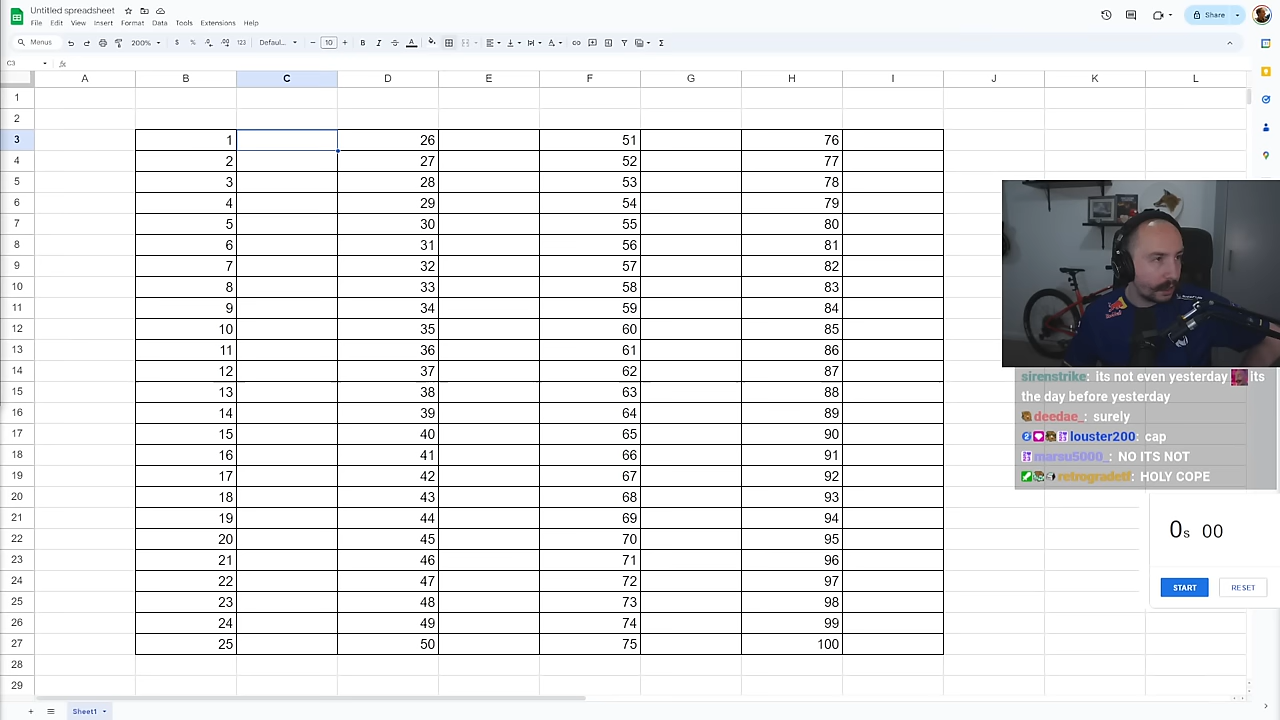 Untitled spreadsheet
File Edit View Insert Format Data Tools Extensions Help
Share
Menus 200% $ % .0 .00 123 Defaul... 10 B I S A
C3 fx
A B C D E F G H I J K L
1
2
3 1 26 51 76
4 2 27 52 77
5 3 28 53 78
6 4 29 54 79
7 5 30 55 80
8 6 31 56 81
9 7 32 57 82
10 8 33 58 83
11 9 34 59 84
12 10 35 60 85
13 11 36 61 86
14 12 37 62 87
15 13 38 63 88
16 14 39 64 89
17 15 40 65 90
18 16 41 66 91
19 17 42 67 92
20 18 43 68 93
21 19 44 69 94
22 20 45 70 95
23 21 46 71 96
24 22 47 72 97
25 23 48 73 98
26 24 49 74 99
27 25 50 75 100
28
29
sirenstrike: its not even yesterday its
the day before yesterday
deedae_: surely
louster200: cap
marsu5000_: NO ITS NOT
retrogradetf: HOLY COPE
0s 00
START RESET
Sheet1